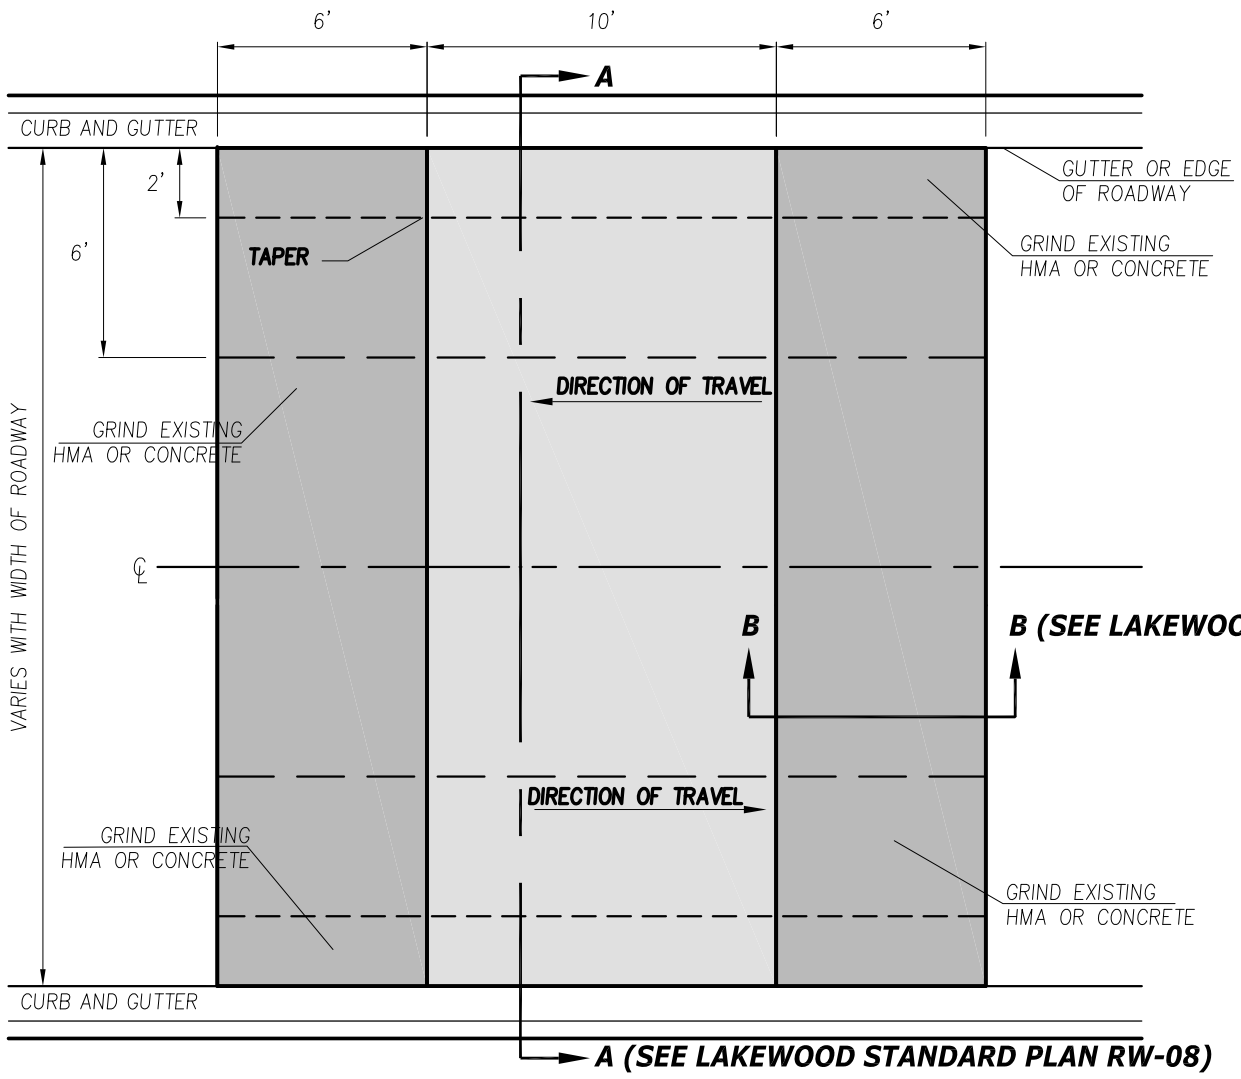 6'
10'
6'
A
CURB AND GUTTER
2'
GUTTER OR EDGE
OF ROADWAY
6'
TAPER
GRIND EXISTING
HMA OR CONCRETE
DIRECTION OF TRAVEL
GRIND EXISTING
HMA OR CONCRETE
VARIES WITH WIDTH OF ROADWAY
℄
B
B (SEE LAKEWOO
DIRECTION OF TRAVEL
GRIND EXISTING
HMA OR CONCRETE
GRIND EXISTING
HMA OR CONCRETE
CURB AND GUTTER
A (SEE LAKEWOOD STANDARD PLAN RW-08)